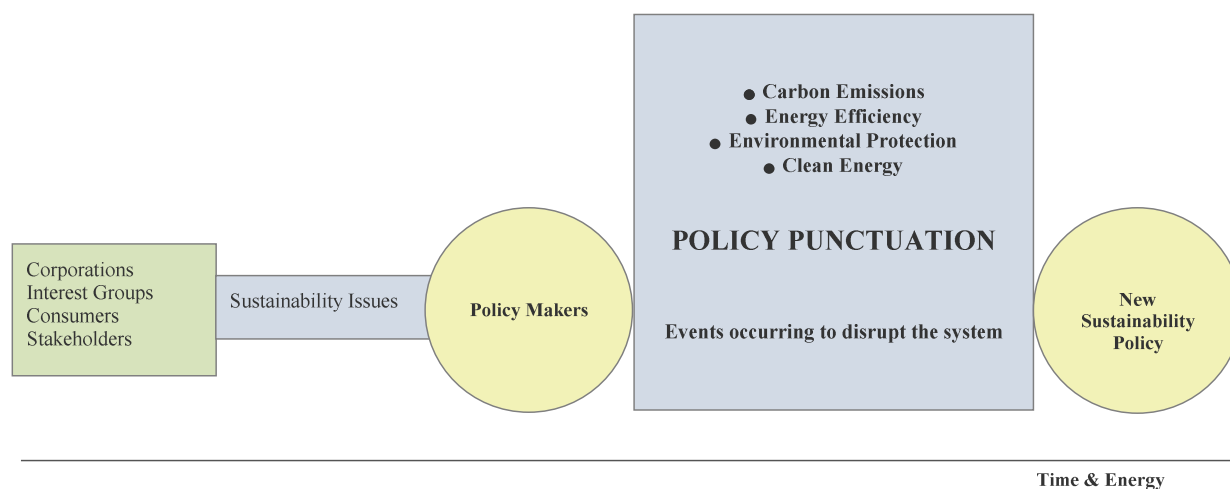 Corporations
Interest Groups
Consumers
Stakeholders
Sustainability Issues
Policy Makers
● Carbon Emissions
● Energy Efficiency
● Environmental Protection
● Clean Energy
POLICY PUNCTUATION
Events occurring to disrupt the system
New
Sustainability
Policy
Time & Energy